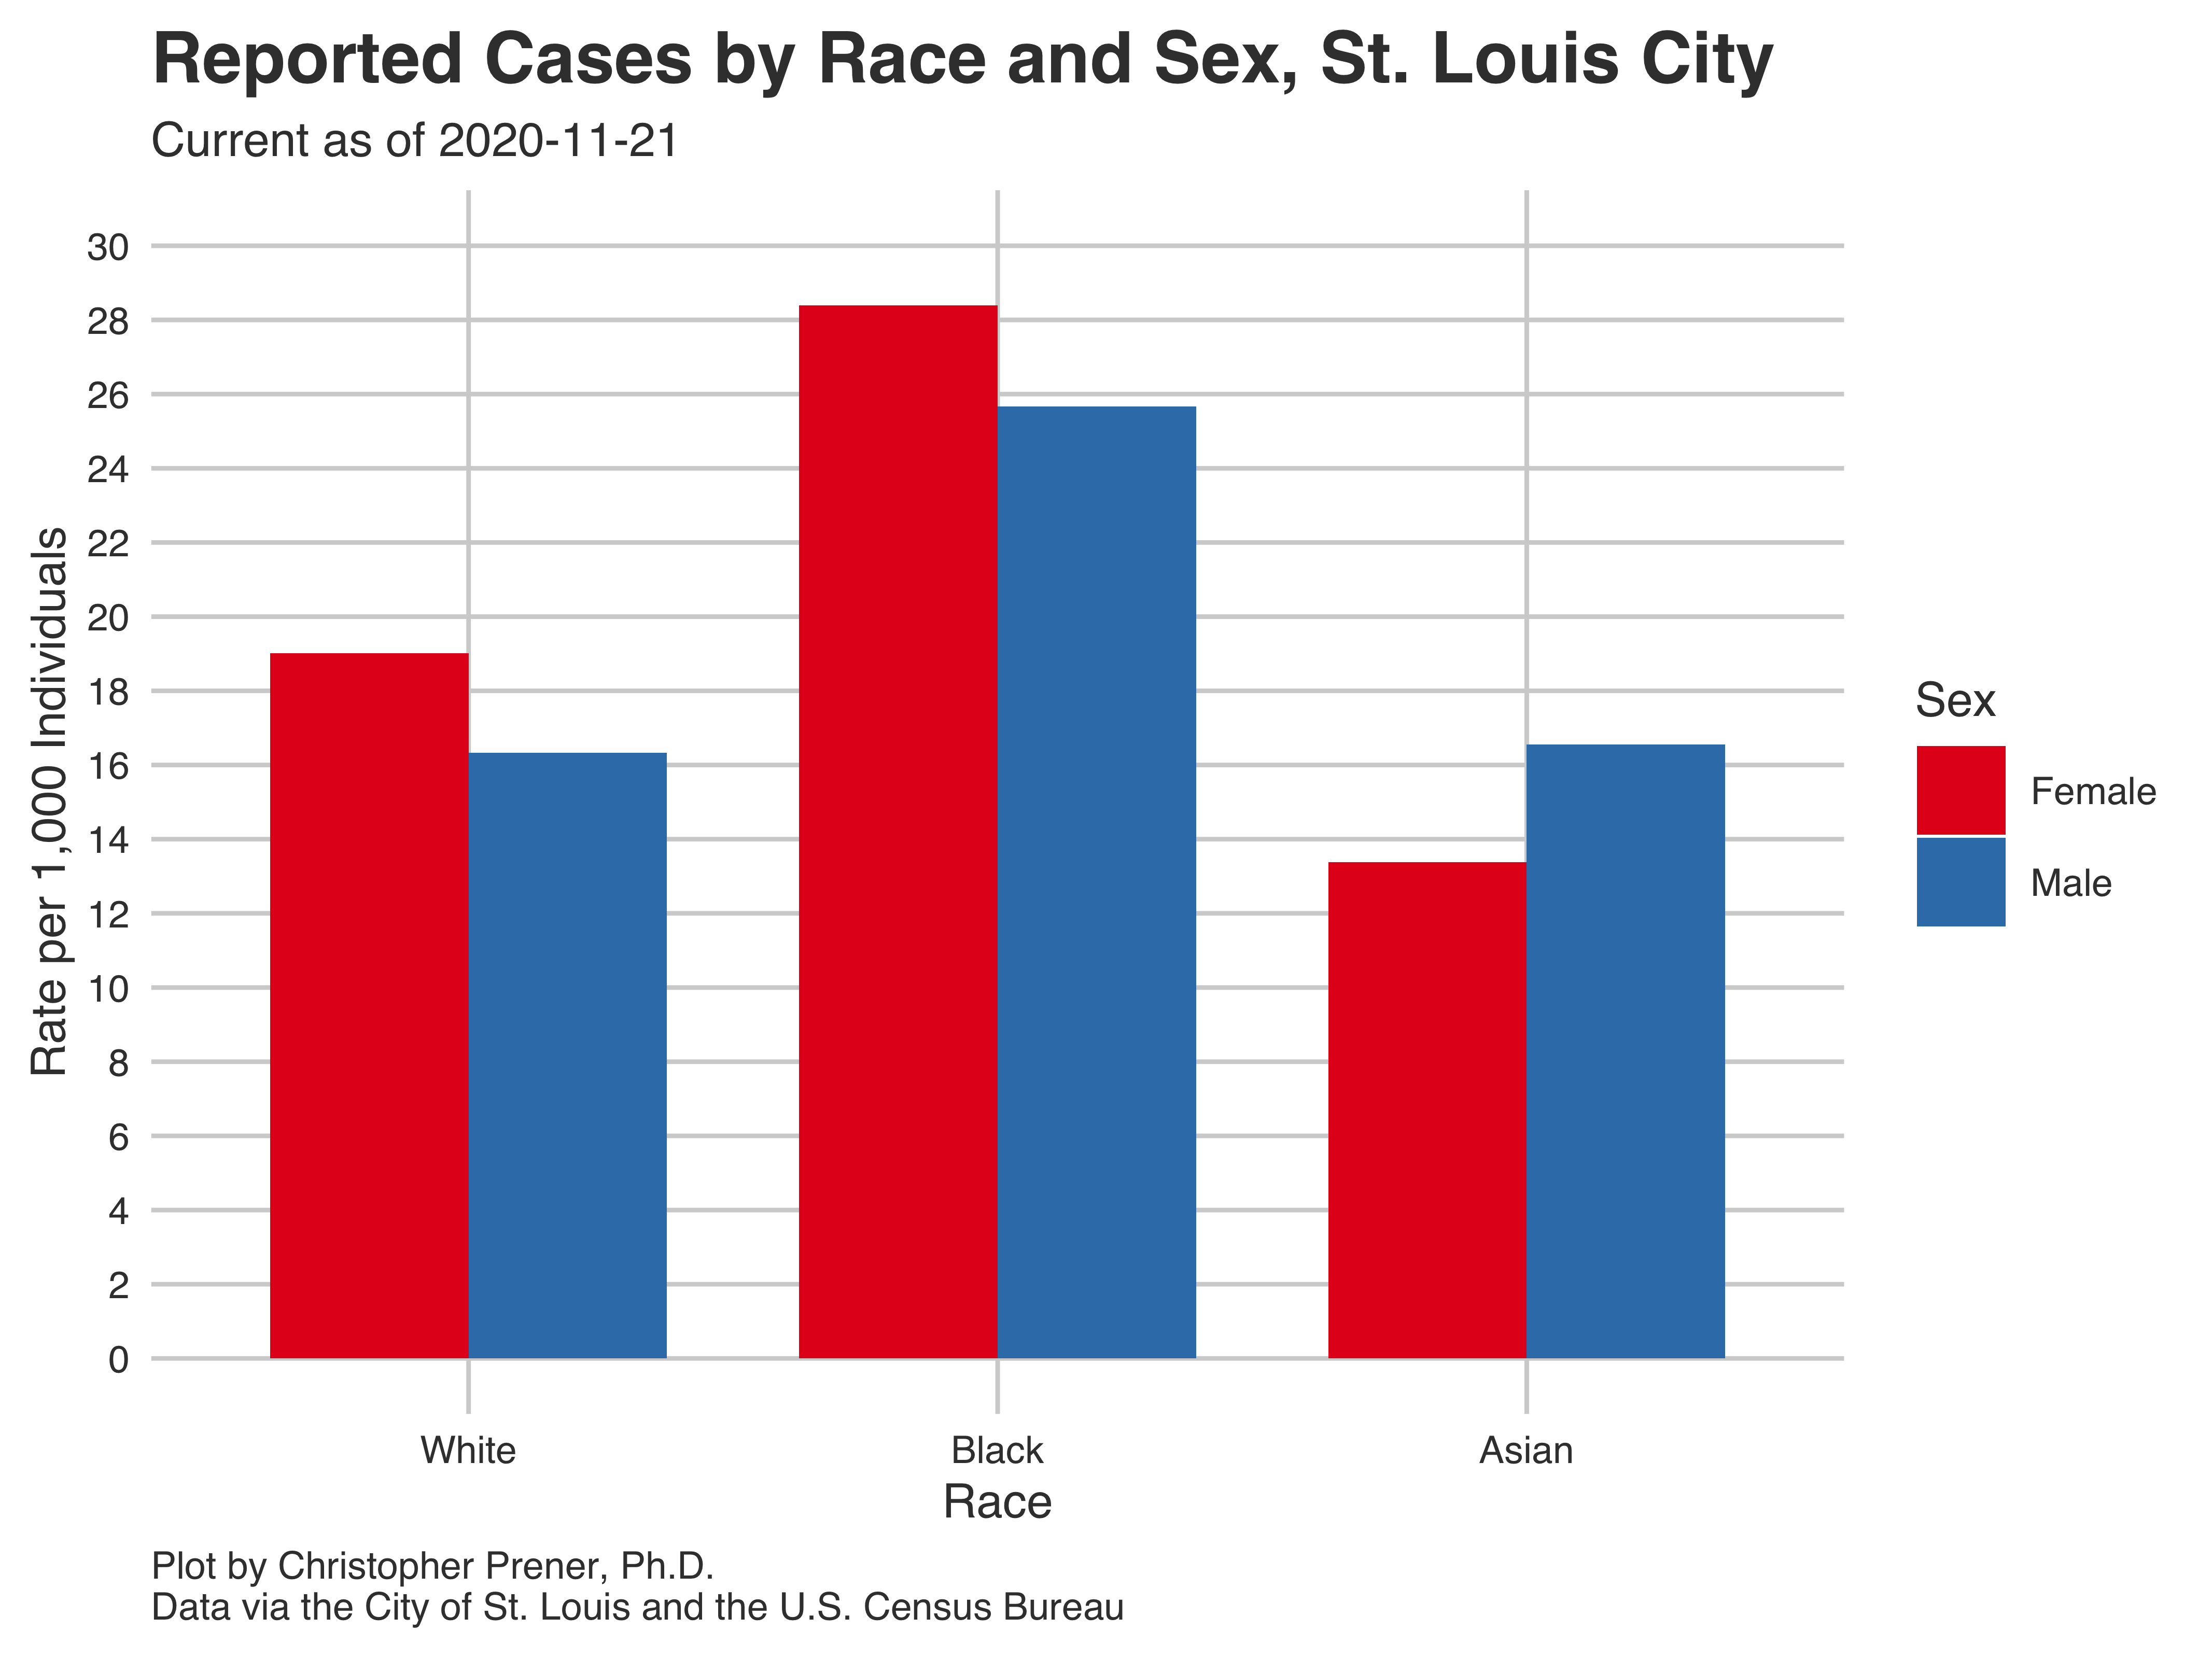 Reported Cases by Race and Sex, St. Louis City
Current as of 2020-11-21
Rate per 1,000 Individuals
30
28
26
24
22
20
18
16
14
12
10
8
6
4
2
0
White
Black
Asian
Race
Sex
Female
Male
Plot by Christopher Prener, Ph.D.
Data via the City of St. Louis and the U.S. Census Bureau